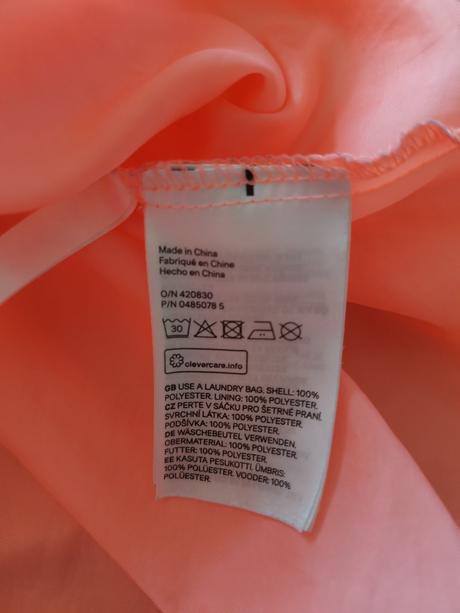 Made in China
Fabriqué en Chine
Hecho en China
O/N 420830
P/N 0485078 5
30
clevercare.info
GB USE A LAUNDRY BAG. SHELL: 100%
POLYESTER. LINING: 100% POLYESTER.
CZ PERTE V SÁČKU PRO ŠETRNÉ PRANÍ.
SVRCHNÍ LÁTKA: 100% POLYESTER.
PODŠÍVKA: 100% POLYESTER.
DE WÄSCHEBEUTEL VERWENDEN.
OBERMATERIAL: 100% POLYESTER.
FUTTER: 100% POLYESTER.
EE KASUTA PESUKOTTI. ÜMBRIS:
100% POLÜESTER. VOODER: 100%
POLÜESTER.